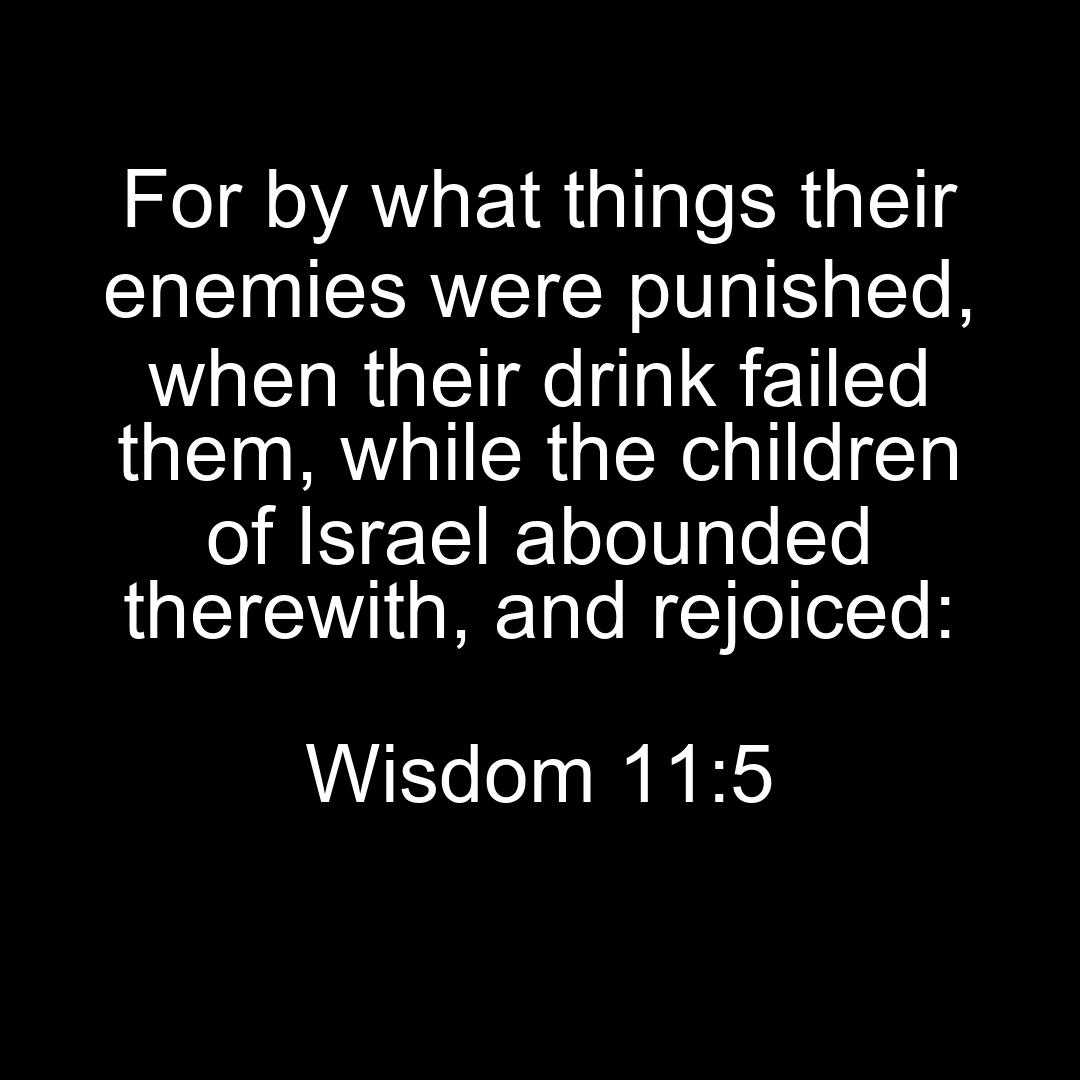 For by what things their
enemies were punished,
when their drink failed
them, while the children
of Israel abounded
therewith, and rejoiced:
Wisdom 11:5